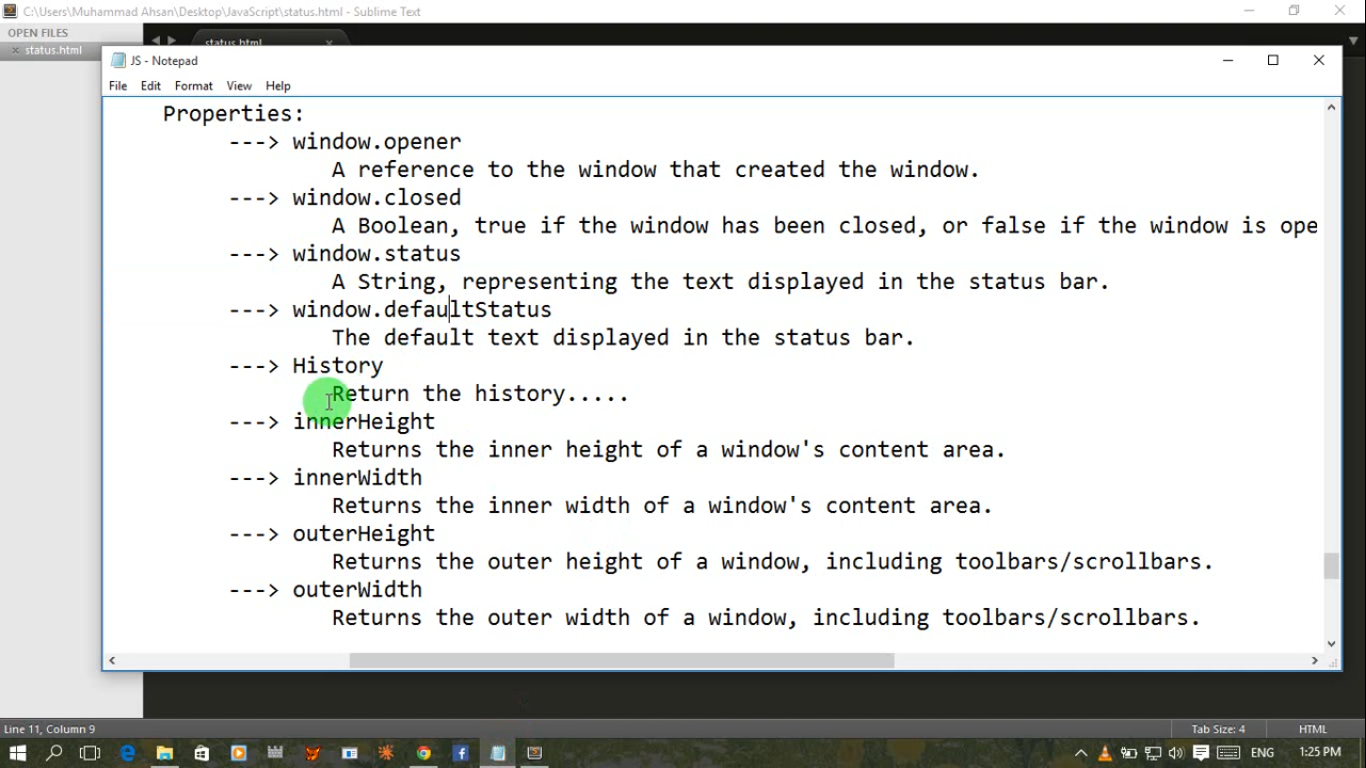 C:\Users\Muhammad Ahsan\Desktop\JavaScript\status.html - Sublime Text
OPEN FILES
status.html
status.html
JS - Notepad
File Edit Format View Help
Properties:
---> window.opener
A reference to the window that created the window.
---> window.closed
A Boolean, true if the window has been closed, or false if the window is ope
---> window.status
A String, representing the text displayed in the status bar.
---> window.defaultStatus
The default text displayed in the status bar.
---> History
Return the history.....
---> innerHeight
Returns the inner height of a window's content area.
---> innerWidth
Returns the inner width of a window's content area.
---> outerHeight
Returns the outer height of a window, including toolbars/scrollbars.
---> outerWidth
Returns the outer width of a window, including toolbars/scrollbars.
Line 11, Column 9
Tab Size: 4
HTML
ENG
1:25 PM